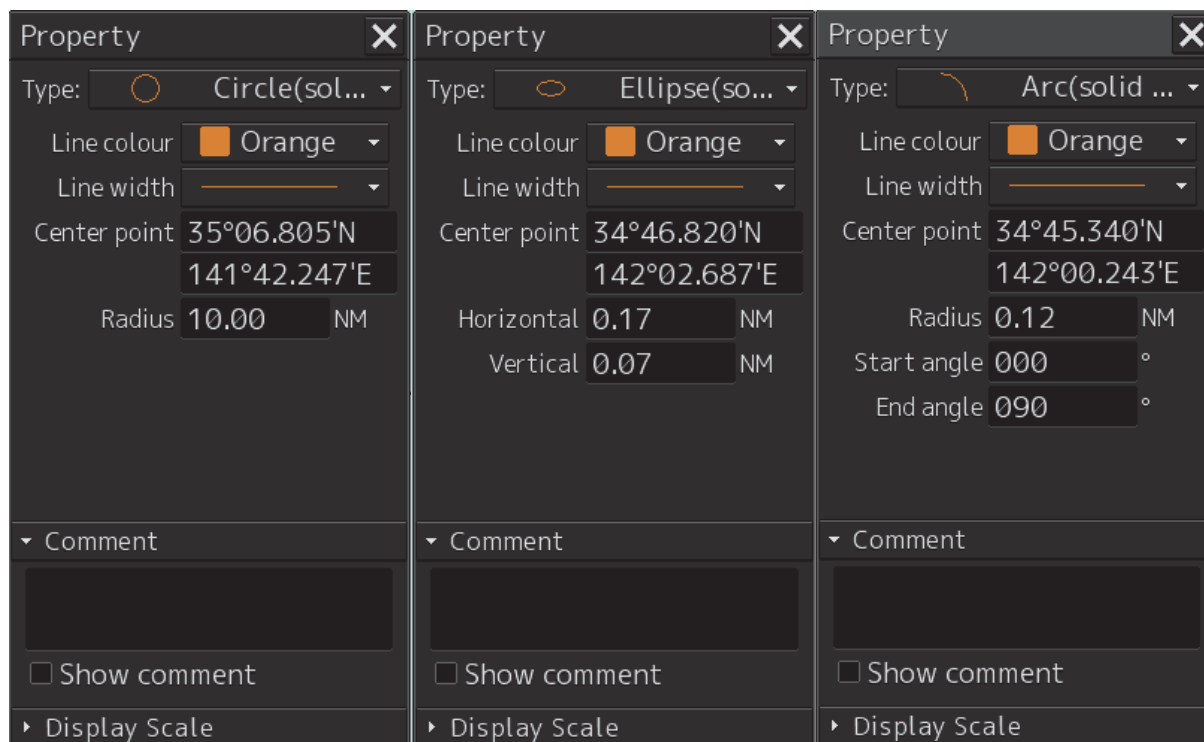 Property
Type: Circle(sol...
Line colour Orange
Line width
Center point 35°06.805'N
141°42.247'E
Radius 10.00 NM
Comment
Show comment
Display Scale
Property
Type: Ellipse(so...
Line colour Orange
Line width
Center point 34°46.820'N
142°02.687'E
Horizontal 0.17 NM
Vertical 0.07 NM
Comment
Show comment
Display Scale
Property
Type: Arc(solid ...
Line colour Orange
Line width
Center point 34°45.340'N
142°00.243'E
Radius 0.12 NM
Start angle 000 °
End angle 090 °
Comment
Show comment
Display Scale